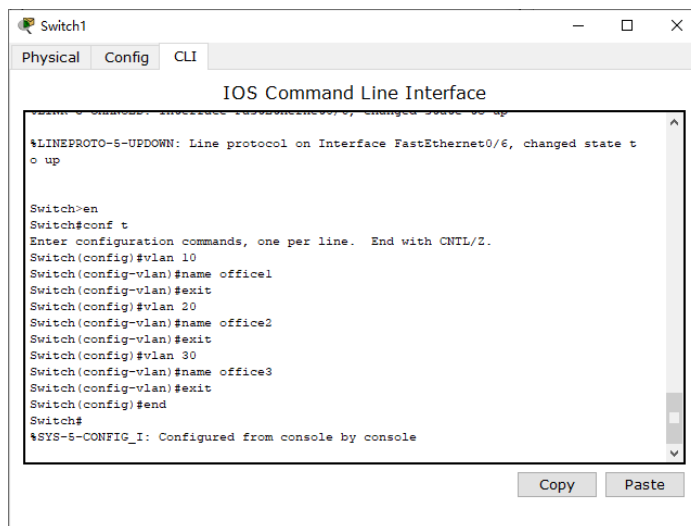 Switch1
Physical Config CLI
IOS Command Line Interface
%LINEPROTO-5-UPDOWN: Line protocol on Interface FastEthernet0/6, changed state t
o up
Switch>en
Switch#conf t
Enter configuration commands, one per line.  End with CNTL/Z.
Switch(config)#vlan 10
Switch(config-vlan)#name office1
Switch(config-vlan)#exit
Switch(config)#vlan 20
Switch(config-vlan)#name office2
Switch(config-vlan)#exit
Switch(config)#vlan 30
Switch(config-vlan)#name office3
Switch(config-vlan)#exit
Switch(config)#end
Switch#
%SYS-5-CONFIG_I: Configured from console by console
Copy Paste